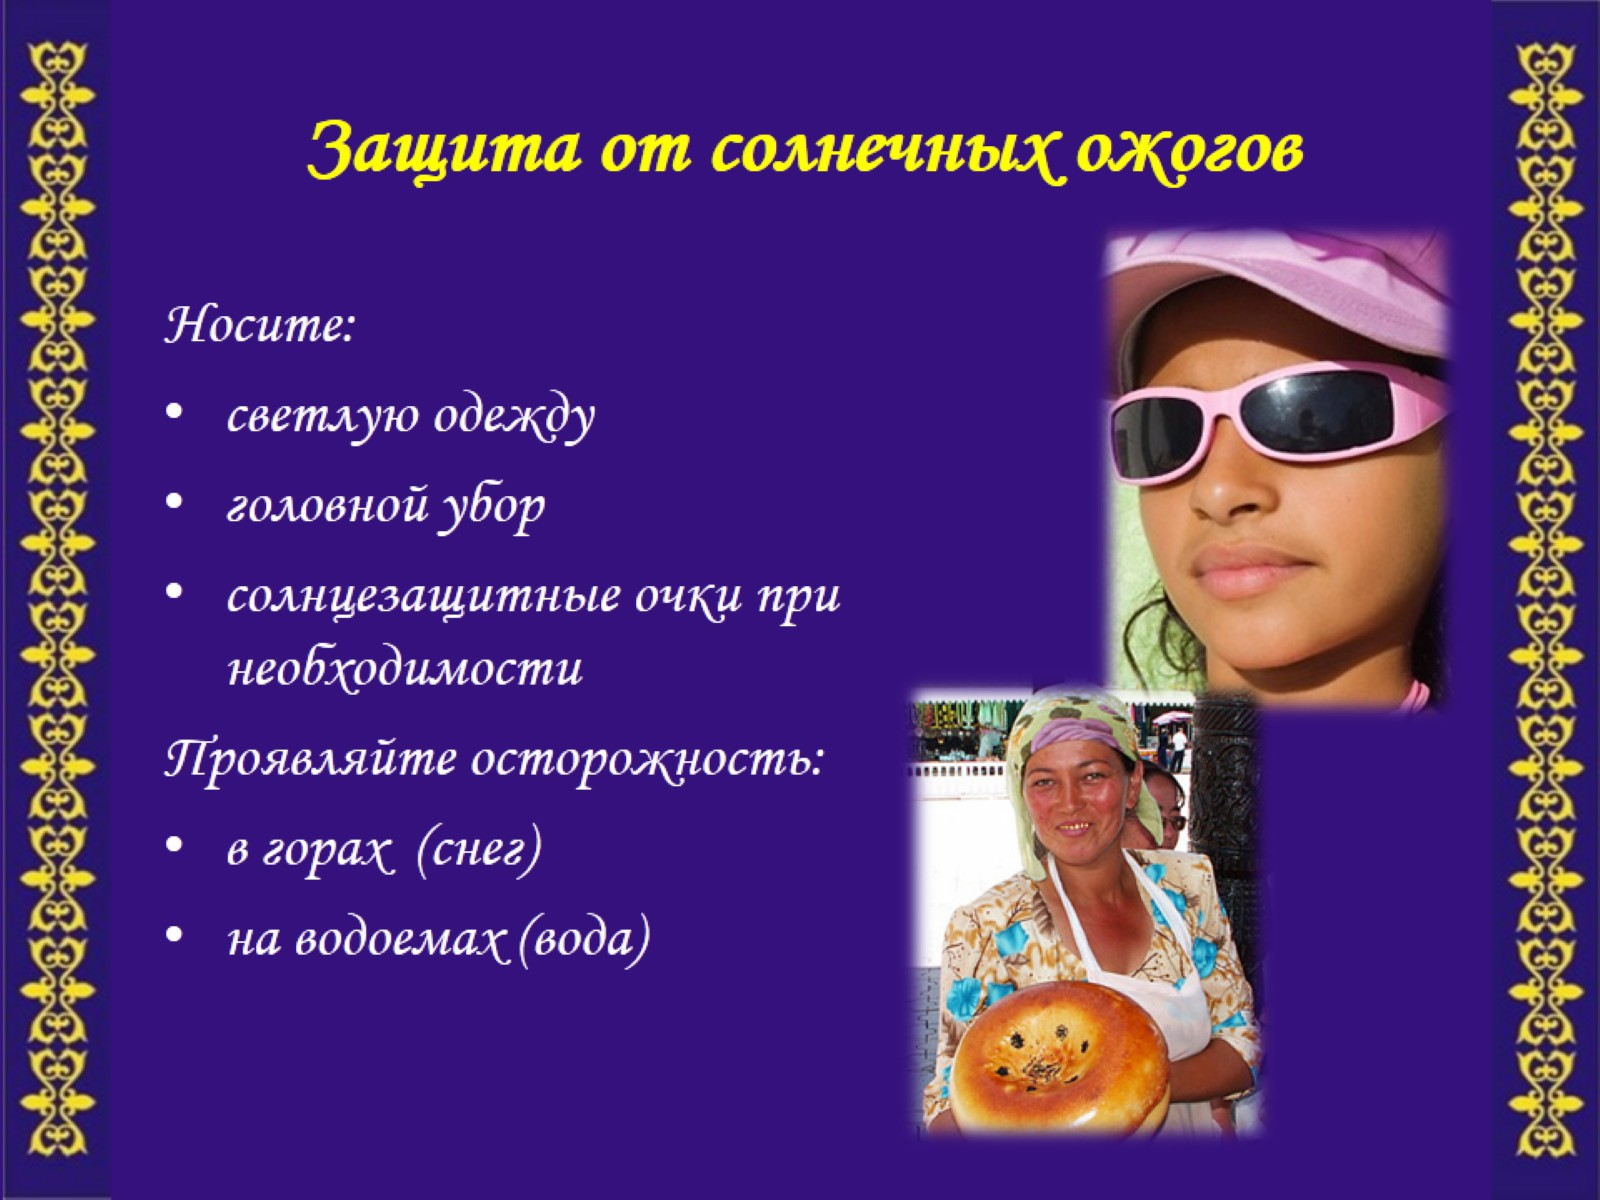 Защита от солнечных ожогов
Носите:
• светлую одежду
• головной убор
• солнцезащитные очки при
необходимости
Проявляйте осторожность:
• в горах (снег)
• на водоемах (вода)